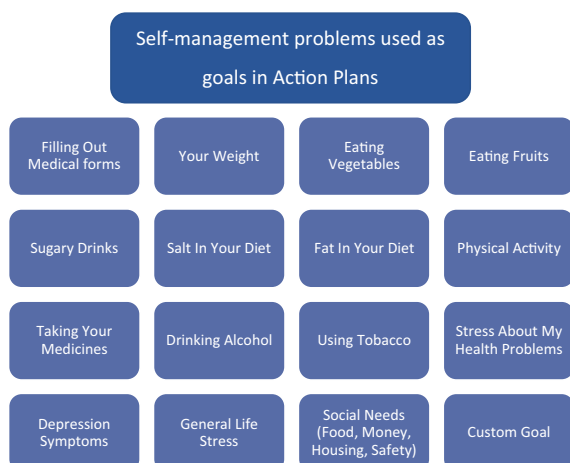 Self-management problems used as
goals in Action Plans
Filling Out
Medical forms
Your Weight
Eating
Vegetables
Eating Fruits
Sugary Drinks
Salt In Your Diet
Fat In Your Diet
Physical Activity
Taking Your
Medicines
Drinking Alcohol
Using Tobacco
Stress About My
Health Problems
Depression
Symptoms
General Life
Stress
Social Needs
(Food, Money,
Housing, Safety)
Custom Goal